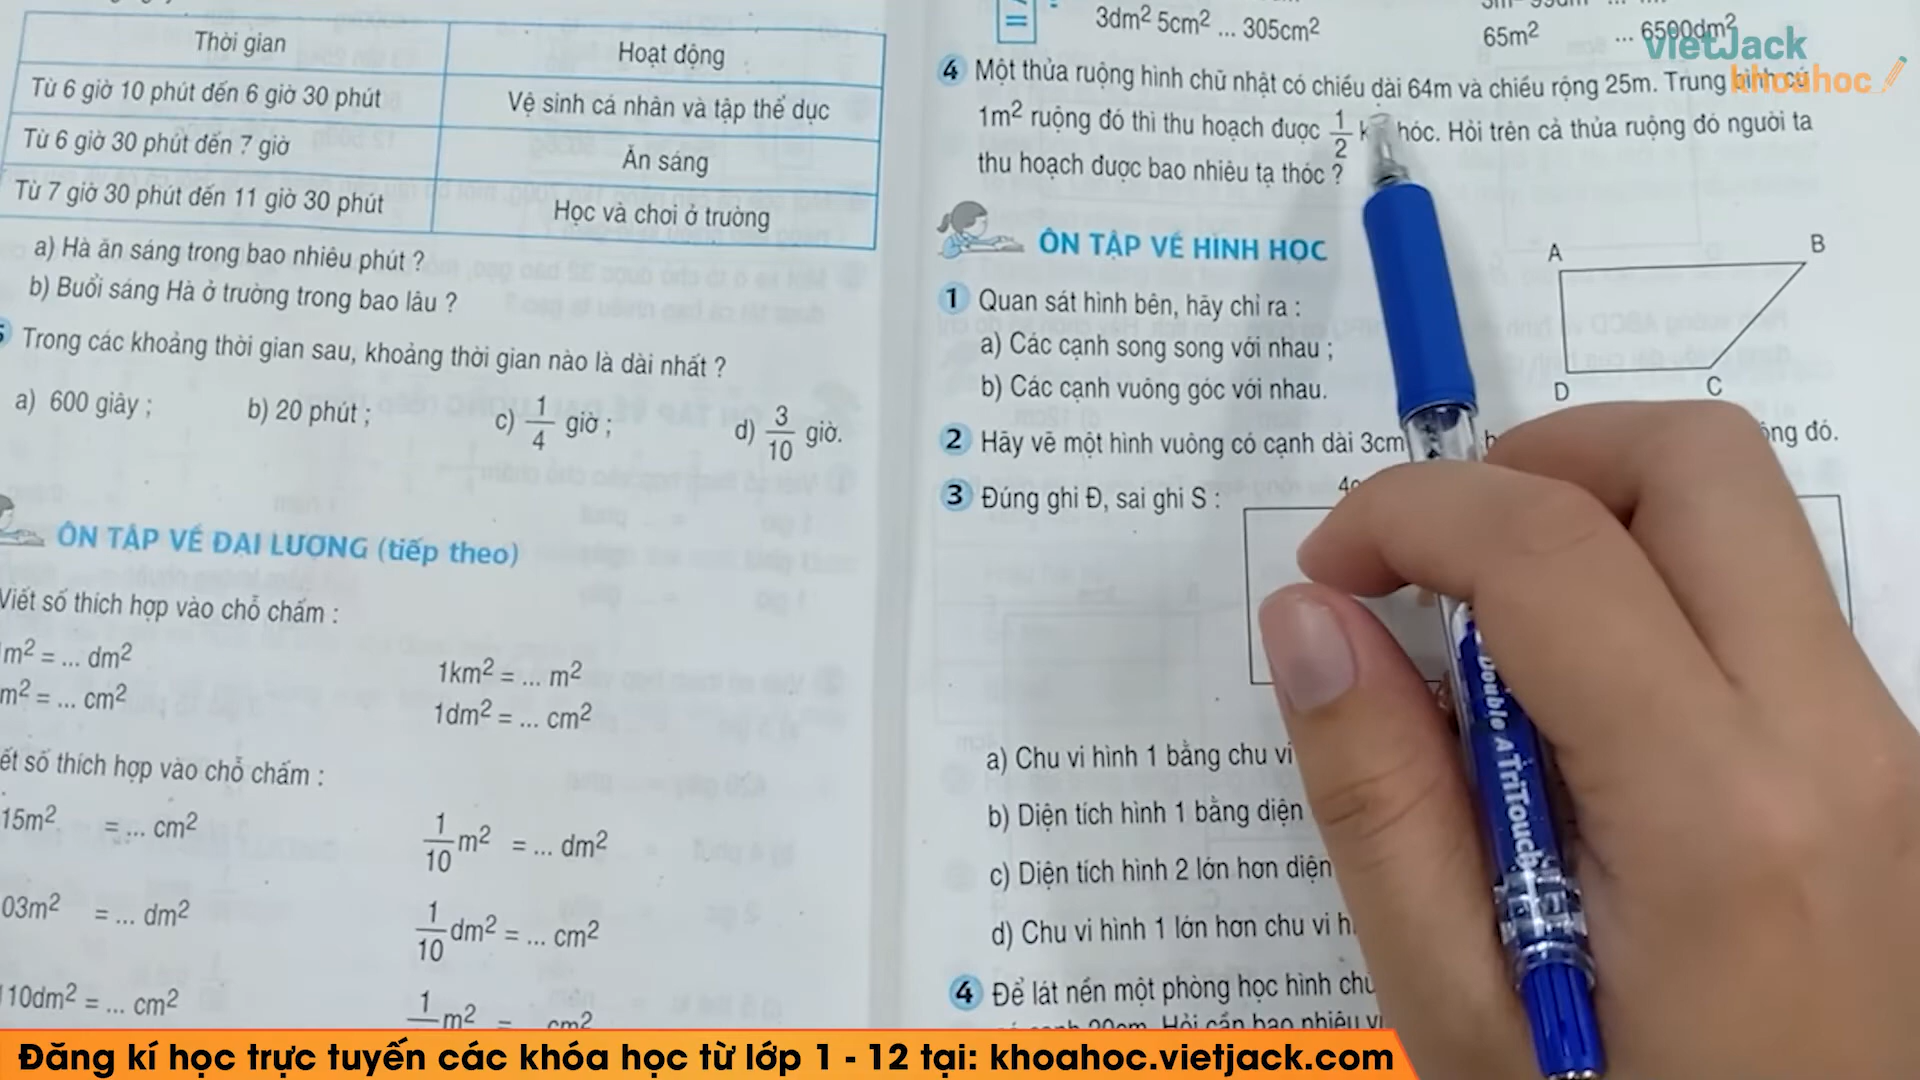 Thời gian
Hoạt động
Từ 6 giờ 10 phút đến 6 giờ 30 phút
Vệ sinh cá nhân và tập thể dục
Từ 6 giờ 30 phút đến 7 giờ
Ăn sáng
Từ 7 giờ 30 phút đến 11 giờ 30 phút
Học và chơi ở trường
a) Hà ăn sáng trong bao nhiêu phút ?
b) Buổi sáng Hà ở trường trong bao lâu ?
Trong các khoảng thời gian sau, khoảng thời gian nào là dài nhất ?
a) 600 giây ;
b) 20 phút ;
c) 1/4 giờ ;
d) 3/10 giờ.
ÔN TẬP VỀ ĐẠI LƯỢNG (tiếp theo)
Viết số thích hợp vào chỗ chấm :
m² = ... dm²
1km² = ... m²
m² = ... cm²
1dm² = ... cm²
số thích hợp vào chỗ chấm :
15m² = ... cm²
1/10 m² = ... dm²
03m² = ... dm²
1/10 dm² = ... cm²
10dm² = ... cm²
m² = cm²
=
3dm² 5cm² ... 305cm²
65m² ... 6500dm²
4 Một thửa ruộng hình chữ nhật có chiều dài 64m và chiều rộng 25m. Trung bình cứ
1m² ruộng đó thì thu hoạch được 1/2 hóc. Hỏi trên cả thửa ruộng đó người ta
thu hoạch được bao nhiêu tạ thóc ?
ÔN TẬP VỀ HÌNH HỌC
1 Quan sát hình bên, hãy chỉ ra :
a) Các cạnh song song với nhau ;
b) Các cạnh vuông góc với nhau.
A
B
D
C
2 Hãy vẽ một hình vuông có cạnh dài 3cm đó.
3 Đúng ghi Đ, sai ghi S :
a) Chu vi hình 1 bằng chu vi
b) Diện tích hình 1 bằng diện
c) Diện tích hình 2 lớn hơn diện
d) Chu vi hình 1 lớn hơn chu vi
4 Để lát nền một phòng học hình
20cm. Hỏi cần bao nhiêu
Double A TriTouch
vietJack
khoahoc
Đăng kí học trực tuyến các khóa học từ lớp 1 - 12 tại: khoahoc.vietjack.com